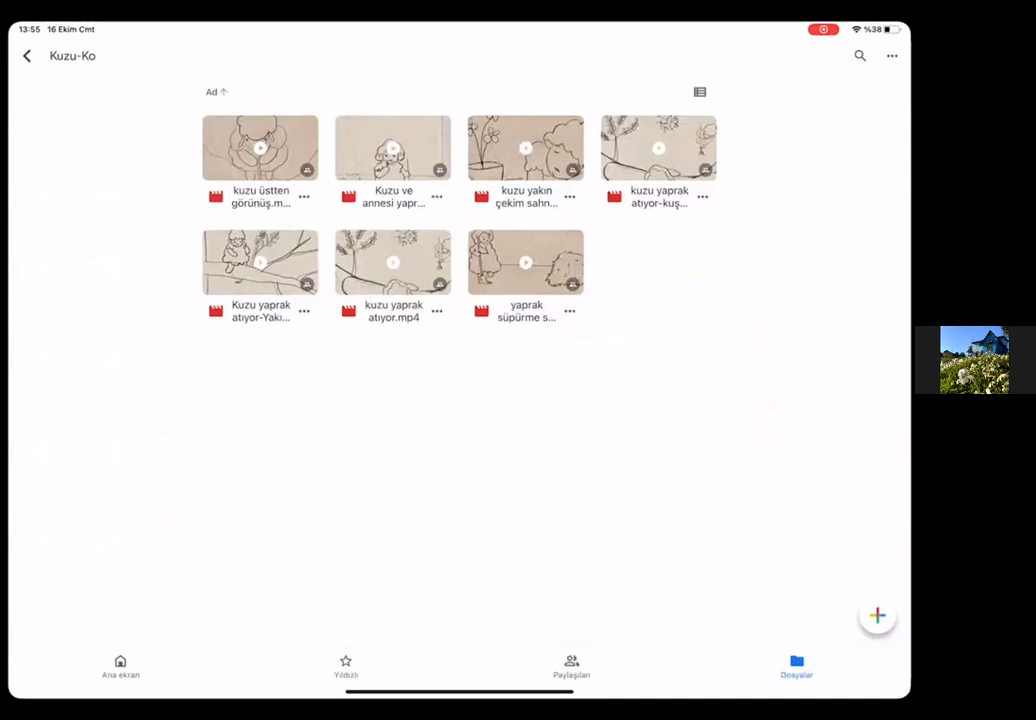 13:55 16 Ekim Cmt
%38
Kuzu-Ko
Ad
kuzu üstten
görünüş.m...
Kuzu ve
annesi yapr...
kuzu yakın
çekim sahn...
kuzu yaprak
atıyor-kuş...
Kuzu yaprak
atıyor-Yakı...
kuzu yaprak
atıyor.mp4
yaprak
süpürme s...
Ana ekran
Yıldızlı
Paylaşılan
Dosyalar